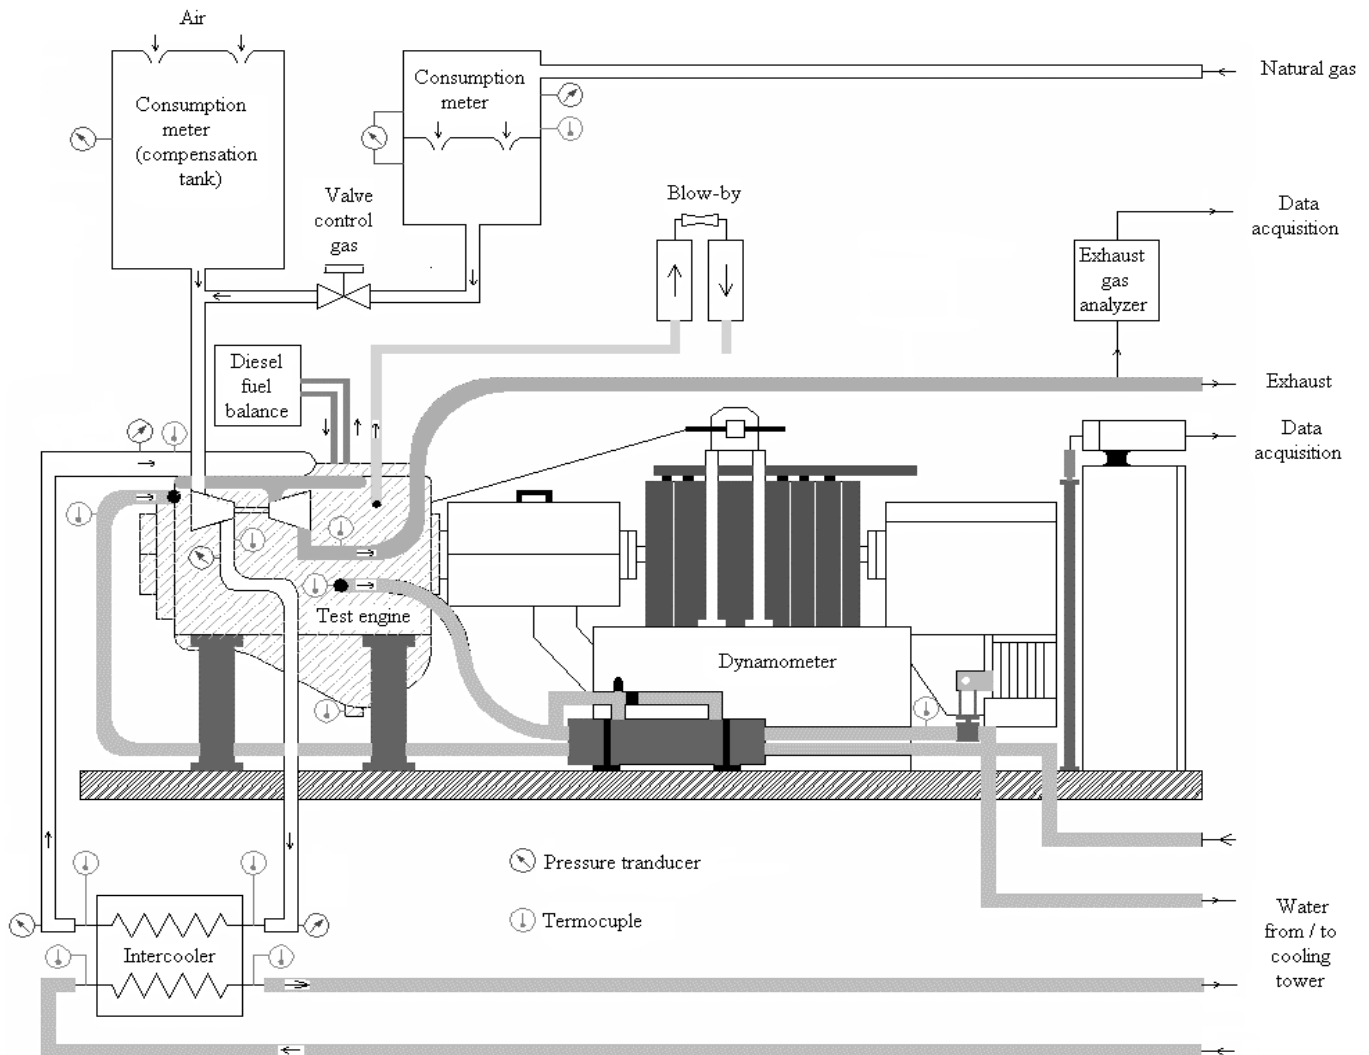 Air
Consumption
meter
(compensation
tank)
Consumption
meter
Natural gas
Valve
control
gas
Blow-by
Data
acquisition
Exhaust
gas
analyzer
Diesel
fuel
balance
Exhaust
Data
acquisition
Test engine
Dynamometer
Pressure tranducer
Termocuple
Intercooler
Water
from / to
cooling
tower